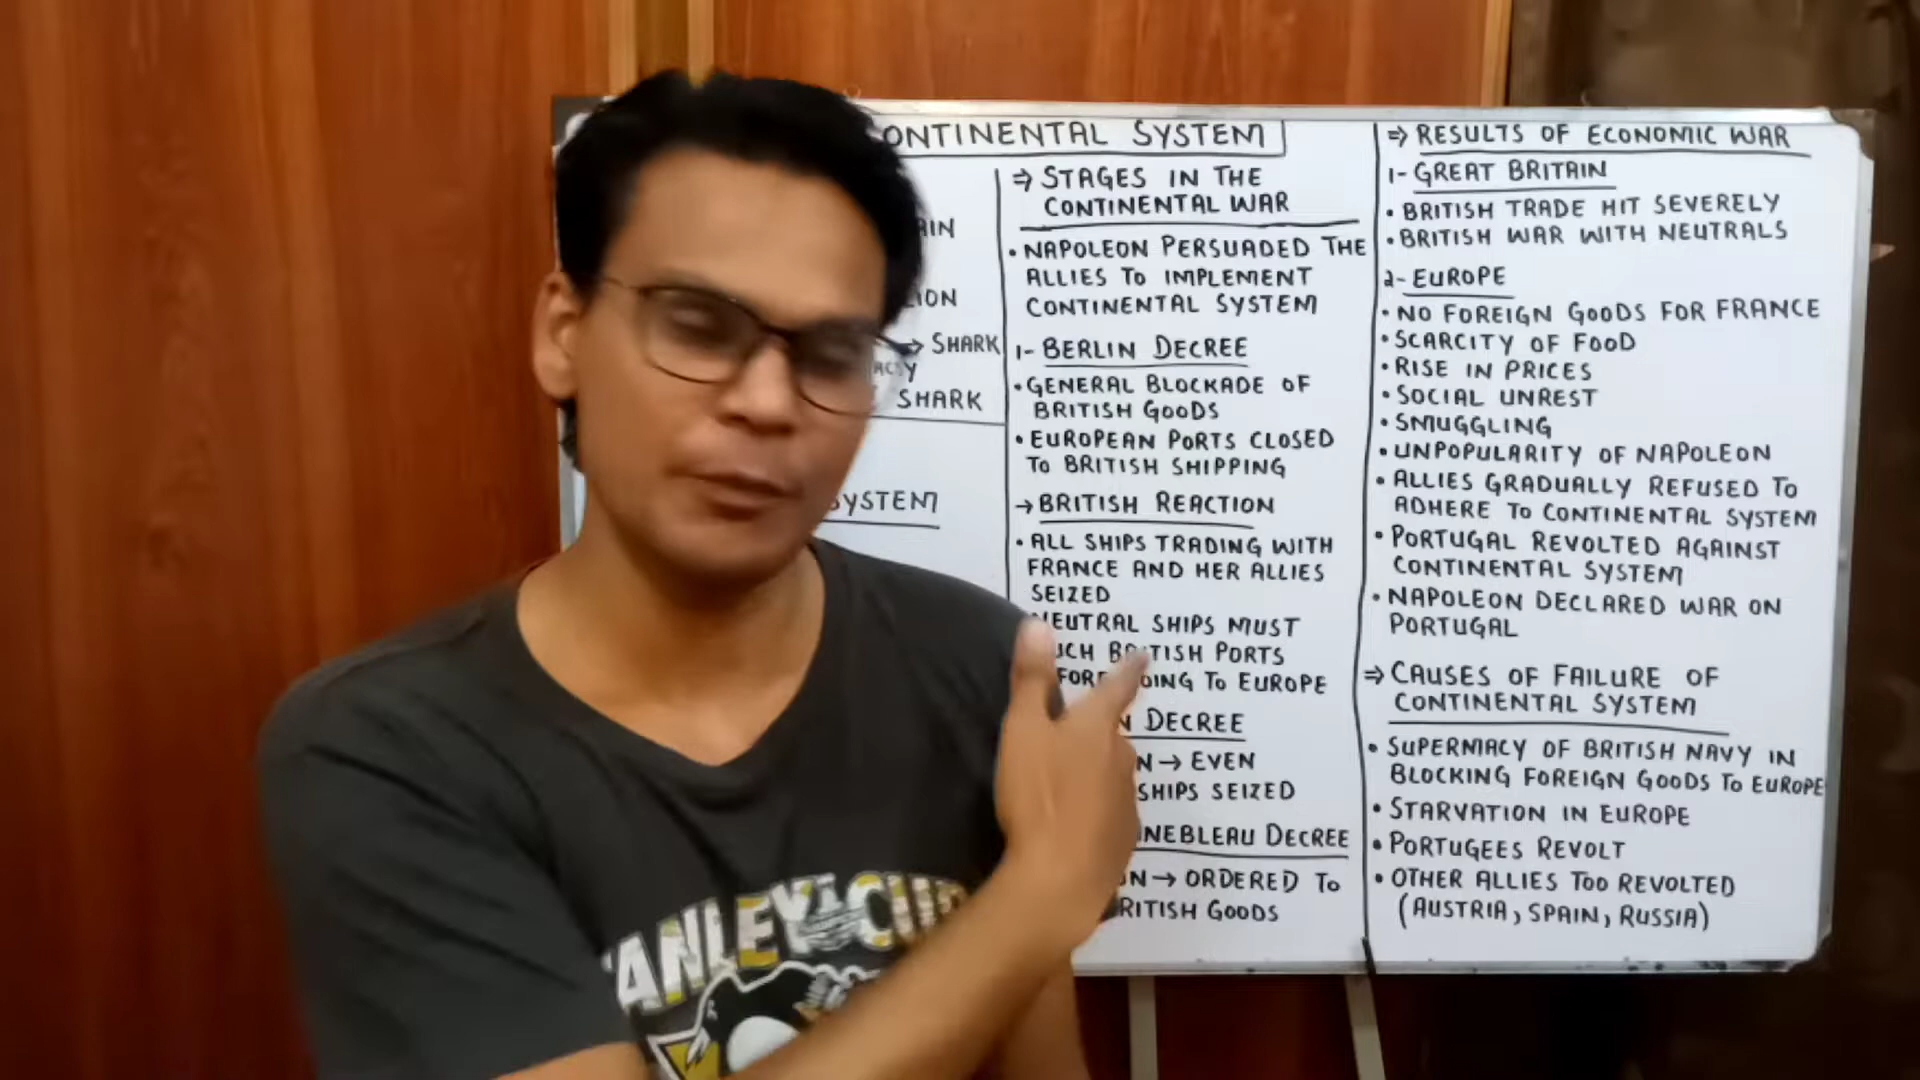 CONTINENTAL SYSTEM
→ SHARK
SHARK
SYSTEM
⇒ STAGES IN THE
CONTINENTAL WAR
• NAPOLEON PERSUADED THE
ALLIES TO IMPLEMENT
CONTINENTAL SYSTEM
1- BERLIN DECREE
• GENERAL BLOCKADE OF
BRITISH GOODS
• EUROPEAN PORTS CLOSED
TO BRITISH SHIPPING
→ BRITISH REACTION
• ALL SHIPS TRADING WITH
FRANCE AND HER ALLIES
SEIZED
NEUTRAL SHIPS MUST
BRITISH PORTS
GOING TO EUROPE
DECREE
→ EVEN
SHIPS SEIZED
DECREE
→ ORDERED TO
BRITISH GOODS
⇒ RESULTS OF ECONOMIC WAR
1- GREAT BRITAIN
• BRITISH TRADE HIT SEVERELY
• BRITISH WAR WITH NEUTRALS
2- EUROPE
• NO FOREIGN GOODS FOR FRANCE
• SCARCITY OF FOOD
• RISE IN PRICES
• SOCIAL UNREST
• SMUGGLING
• UNPOPULARITY OF NAPOLEON
• ALLIES GRADUALLY REFUSED TO
ADHERE TO CONTINENTAL SYSTEM
• PORTUGAL REVOLTED AGAINST
CONTINENTAL SYSTEM
• NAPOLEON DECLARED WAR ON
PORTUGAL
⇒ CAUSES OF FAILURE OF
CONTINENTAL SYSTEM
• SUPERMACY OF BRITISH NAVY IN
BLOCKING FOREIGN GOODS TO EUROPE
• STARVATION IN EUROPE
• PORTUGEES REVOLT
• OTHER ALLIES TOO REVOLTED
(AUSTRIA, SPAIN, RUSSIA)
STANLEY CUP